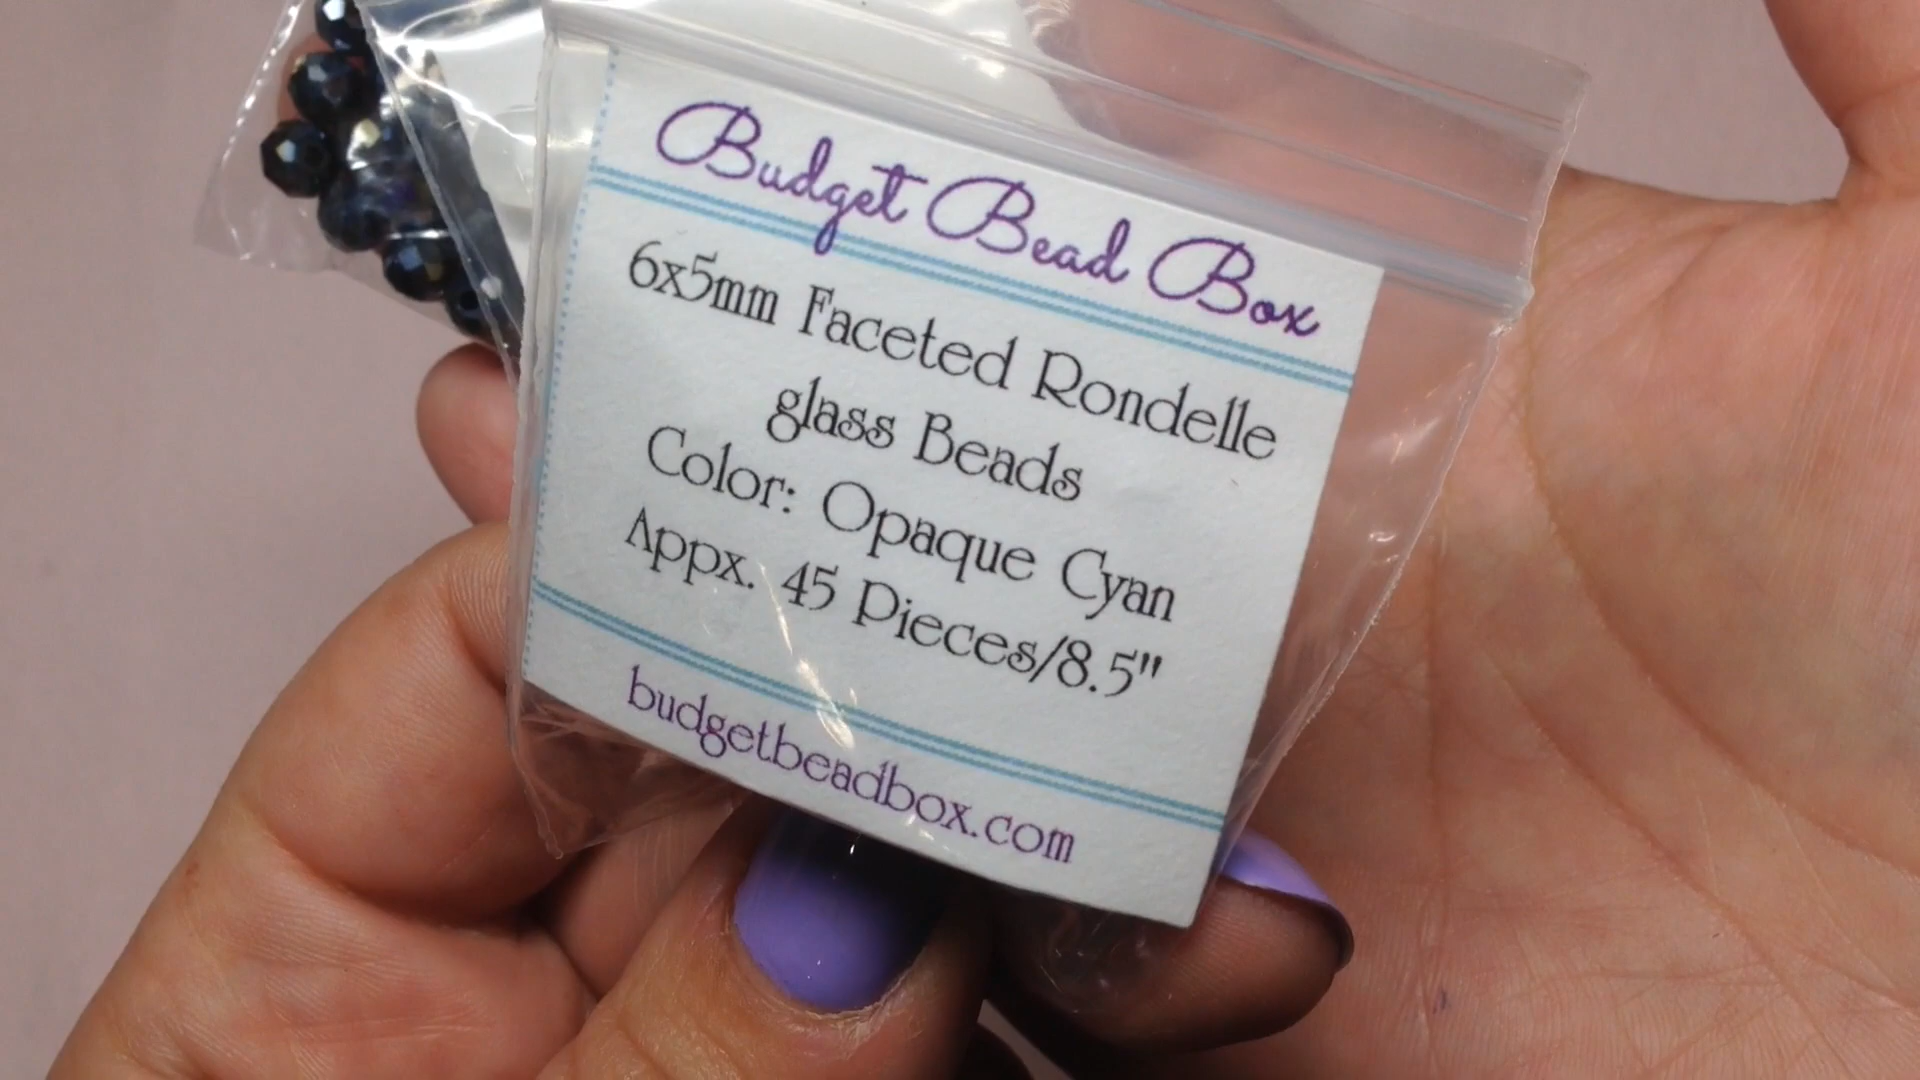 Budget Bead Box
6x5mm Faceted Rondelle
glass Beads
Color: Opaque Cyan
Appx. 45 Pieces/8.5"
budgetbeadbox.com